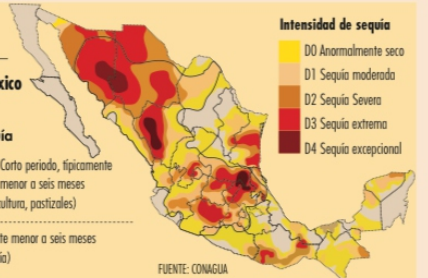 xico
Intensidad de sequía
D0 Anormalmente seco
D1 Sequía moderada
D2 Sequía Severa
D3 Sequía extrema
D4 Sequía excepcional
ía
Corto periodo, típicamente
menor a seis meses
ultura, pastizales)
te menor a seis meses
ía)
FUENTE: CONAGUA